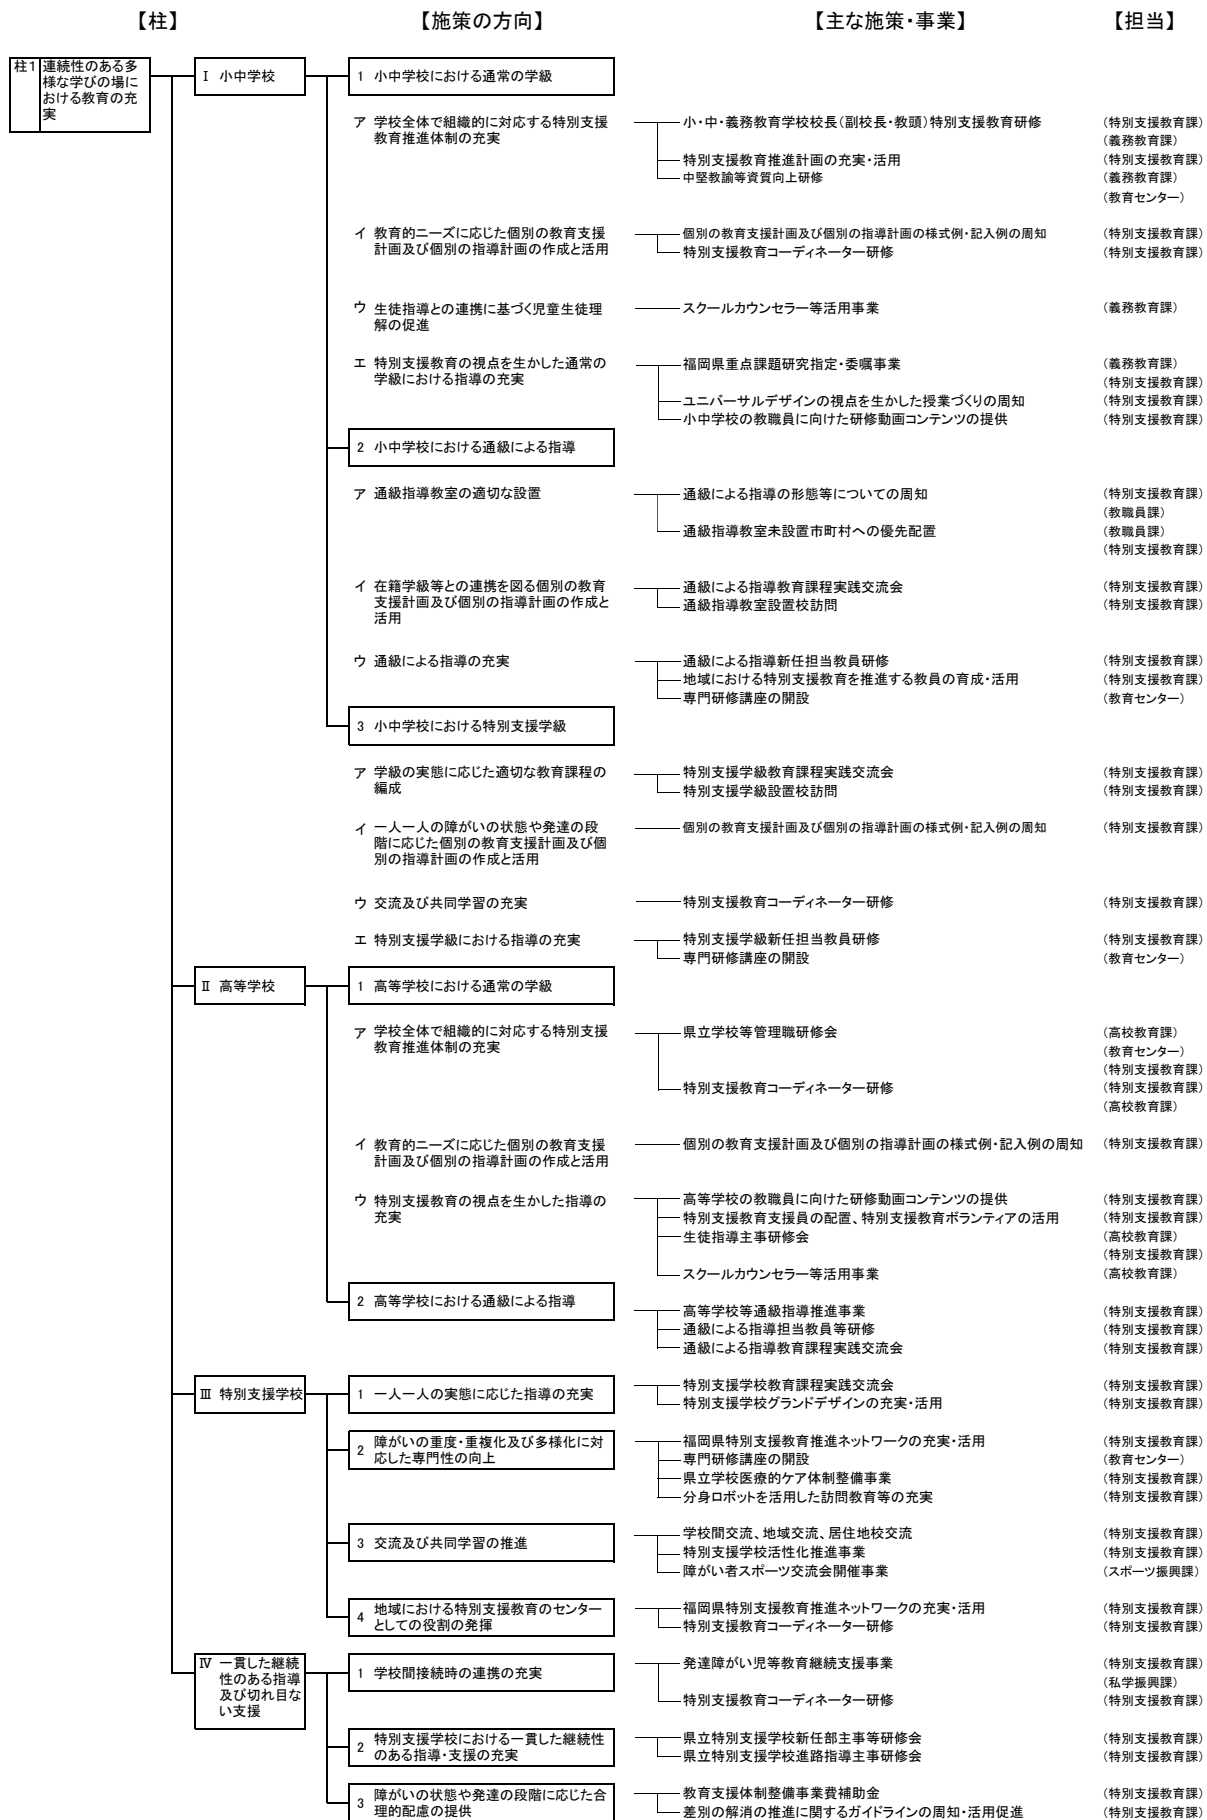 【柱】 【施策の方向】 【主な施策・事業】 【担当】
柱1 連続性のある多
様な学びの場に
おける教育の充
実
Ⅰ 小中学校
1 小中学校における通常の学級
ア 学校全体で組織的に対応する特別支援
教育推進体制の充実
小・中・義務教育学校校長(副校長・教頭)特別支援教育研修 (特別支援教育課)
(義務教育課)
特別支援教育推進計画の充実・活用 (特別支援教育課)
中堅教諭等資質向上研修 (義務教育課)
(教育センター)
イ 教育的ニーズに応じた個別の教育支援
計画及び個別の指導計画の作成と活用
個別の教育支援計画及び個別の指導計画の様式例・記入例の周知 (特別支援教育課)
特別支援教育コーディネーター研修 (特別支援教育課)
ウ 生徒指導との連携に基づく児童生徒理
解の促進
スクールカウンセラー等活用事業 (義務教育課)
エ 特別支援教育の視点を生かした通常の
学級における指導の充実
福岡県重点課題研究指定・委嘱事業 (義務教育課)
(特別支援教育課)
ユニバーサルデザインの視点を生かした授業づくりの周知 (特別支援教育課)
小中学校の教職員に向けた研修動画コンテンツの提供 (特別支援教育課)
2 小中学校における通級による指導
ア 通級指導教室の適切な設置
通級による指導の形態等についての周知 (特別支援教育課)
(教職員課)
通級指導教室未設置市町村への優先配置 (教職員課)
(特別支援教育課)
イ 在籍学級等との連携を図る個別の教育
支援計画及び個別の指導計画の作成と
活用
通級による指導教育課程実践交流会 (特別支援教育課)
通級指導教室設置校訪問 (特別支援教育課)
ウ 通級による指導の充実
通級による指導新任担当教員研修 (特別支援教育課)
地域における特別支援教育を推進する教員の育成・活用 (特別支援教育課)
専門研修講座の開設 (教育センター)
3 小中学校における特別支援学級
ア 学級の実態に応じた適切な教育課程の
編成
特別支援学級教育課程実践交流会 (特別支援教育課)
特別支援学級設置校訪問 (特別支援教育課)
イ 一人一人の障がいの状態や発達の段
階に応じた個別の教育支援計画及び個
別の指導計画の作成と活用
個別の教育支援計画及び個別の指導計画の様式例・記入例の周知 (特別支援教育課)
ウ 交流及び共同学習の充実
特別支援教育コーディネーター研修 (特別支援教育課)
エ 特別支援学級における指導の充実
特別支援学級新任担当教員研修 (特別支援教育課)
専門研修講座の開設 (教育センター)
Ⅱ 高等学校
1 高等学校における通常の学級
ア 学校全体で組織的に対応する特別支援
教育推進体制の充実
県立学校等管理職研修会 (高校教育課)
(教育センター)
(特別支援教育課)
特別支援教育コーディネーター研修 (特別支援教育課)
(高校教育課)
イ 教育的ニーズに応じた個別の教育支援
計画及び個別の指導計画の作成と活用
個別の教育支援計画及び個別の指導計画の様式例・記入例の周知 (特別支援教育課)
ウ 特別支援教育の視点を生かした指導の
充実
高等学校の教職員に向けた研修動画コンテンツの提供 (特別支援教育課)
特別支援教育支援員の配置、特別支援教育ボランティアの活用 (特別支援教育課)
生徒指導主事研修会 (高校教育課)
(特別支援教育課)
スクールカウンセラー等活用事業 (高校教育課)
2 高等学校における通級による指導
高等学校等通級指導推進事業 (特別支援教育課)
通級による指導担当教員等研修 (特別支援教育課)
通級による指導教育課程実践交流会 (特別支援教育課)
Ⅲ 特別支援学校
1 一人一人の実態に応じた指導の充実
特別支援学校教育課程実践交流会 (特別支援教育課)
特別支援学校グランドデザインの充実・活用 (特別支援教育課)
2 障がいの重度・重複化及び多様化に対
応した専門性の向上
福岡県特別支援教育推進ネットワークの充実・活用 (特別支援教育課)
専門研修講座の開設 (教育センター)
県立学校医療的ケア体制整備事業 (特別支援教育課)
分身ロボットを活用した訪問教育等の充実 (特別支援教育課)
3 交流及び共同学習の推進
学校間交流、地域交流、居住地校交流 (特別支援教育課)
特別支援学校活性化推進事業 (特別支援教育課)
障がい者スポーツ交流会開催事業 (スポーツ振興課)
4 地域における特別支援教育のセンター
としての役割の発揮
福岡県特別支援教育推進ネットワークの充実・活用 (特別支援教育課)
特別支援教育コーディネーター研修 (特別支援教育課)
Ⅳ 一貫した継続
性のある指導
及び切れ目な
い支援
1 学校間接続時の連携の充実
発達障がい児等教育継続支援事業 (特別支援教育課)
(私学振興課)
特別支援教育コーディネーター研修 (特別支援教育課)
2 特別支援学校における一貫した継続性
のある指導・支援の充実
県立特別支援学校新任部主事等研修会 (特別支援教育課)
県立特別支援学校進路指導主事研修会 (特別支援教育課)
3 障がいの状態や発達の段階に応じた合
理的配慮の提供
教育支援体制整備事業費補助金 (特別支援教育課)
差別の解消の推進に関するガイドラインの周知・活用促進 (特別支援教育課)